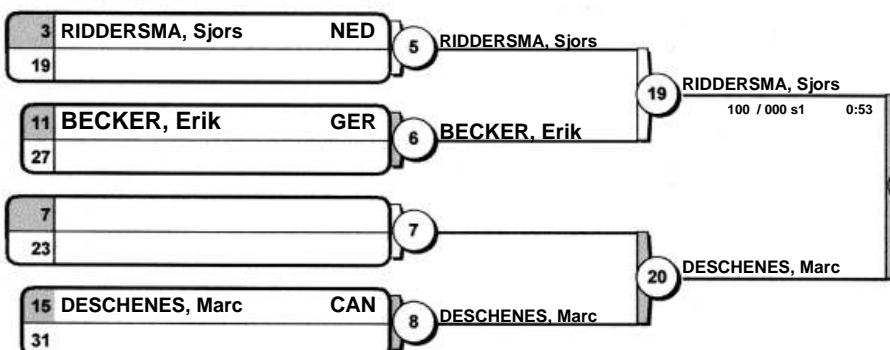 3 RIDDERSMA, Sjors NED
19
5 RIDDERSMA, Sjors
11 BECKER, Erik GER
27
6 BECKER, Erik
19 RIDDERSMA, Sjors
100 / 000 s1 0:53
7
23
7
15 DESCHENES, Marc CAN
31
8 DESCHENES, Marc
20 DESCHENES, Marc